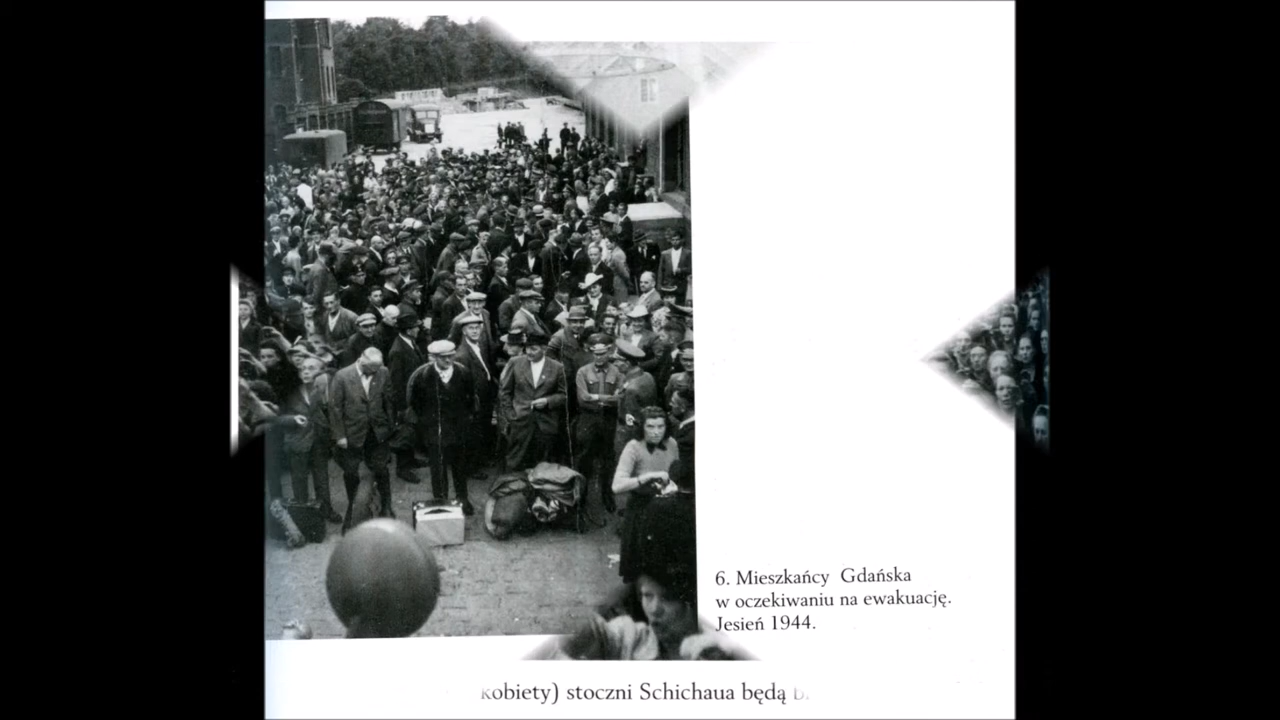 6. Mieszkańcy Gdańska
w oczekiwaniu na ewakuację.
Jesień 1944.
kobiety) stoczni Schichaua będą